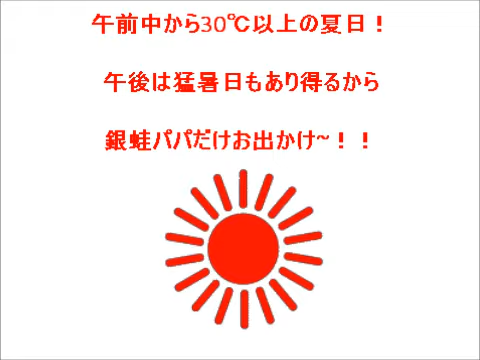 午前中から30℃以上の夏日！
午後は猛暑日もあり得るから
銀蛙パパだけお出かけ~！！